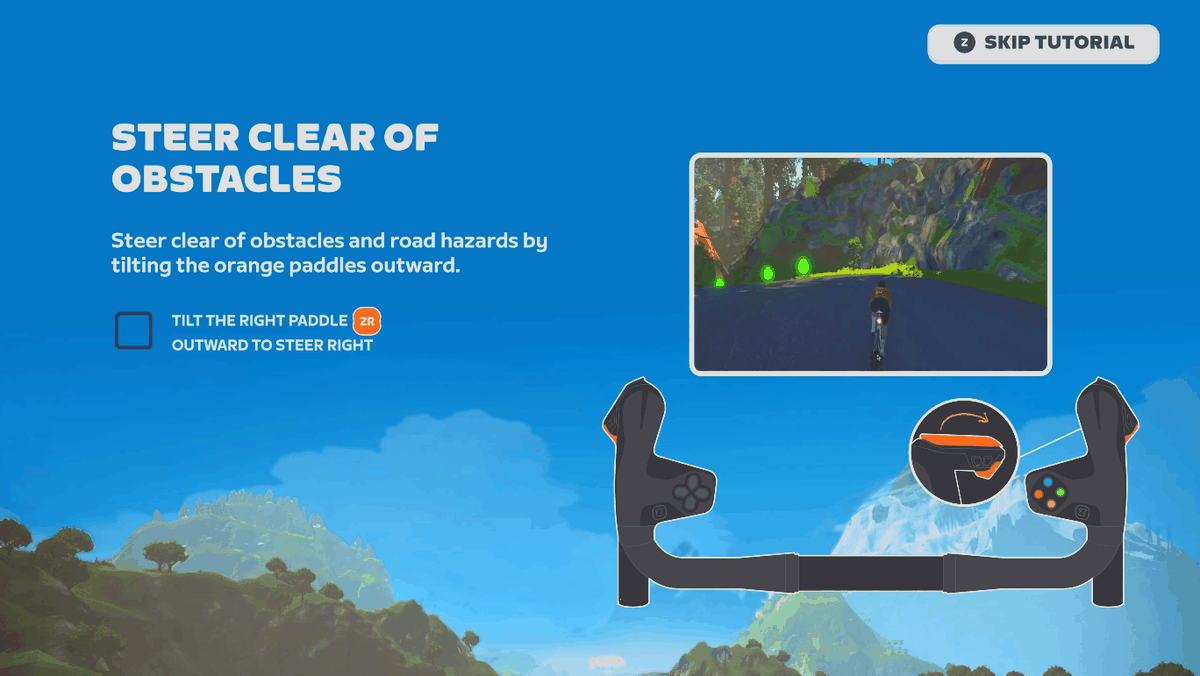 Z SKIP TUTORIAL
STEER CLEAR OF
OBSTACLES
Steer clear of obstacles and road hazards by
tilting the orange paddles outward.
TILT THE RIGHT PADDLE ZR
OUTWARD TO STEER RIGHT